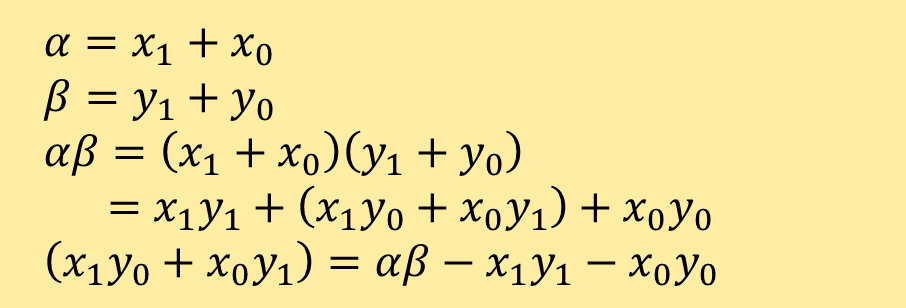 𝛼 = 𝑥₁ + 𝑥₀
𝛽 = 𝑦₁ + 𝑦₀
𝛼𝛽 = (𝑥₁ + 𝑥₀)(𝑦₁ + 𝑦₀)
= 𝑥₁𝑦₁ + (𝑥₁𝑦₀ + 𝑥₀𝑦₁) + 𝑥₀𝑦₀
(𝑥₁𝑦₀ + 𝑥₀𝑦₁) = 𝛼𝛽 − 𝑥₁𝑦₁ − 𝑥₀𝑦₀